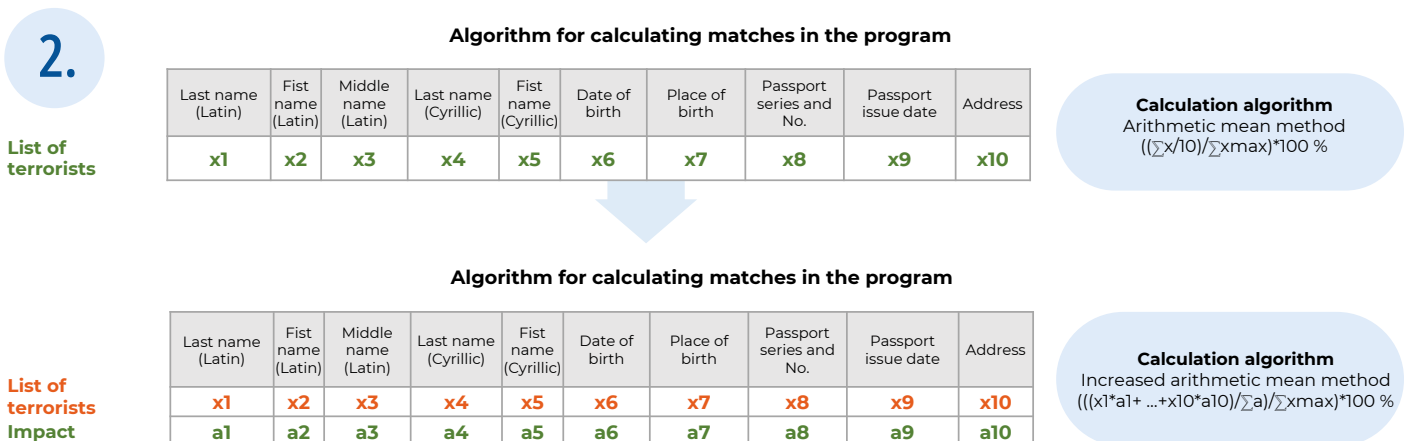 2.
Algorithm for calculating matches in the program
Last name (Latin) Fist name (Latin) Middle name (Latin) Last name (Cyrillic) Fist name (Cyrillic) Date of birth Place of birth Passport series and No. Passport issue date Address
List of terrorists x1 x2 x3 x4 x5 x6 x7 x8 x9 x10
Calculation algorithm
Arithmetic mean method
((∑x/10)/∑xmax)*100 %
Algorithm for calculating matches in the program
Last name (Latin) Fist name (Latin) Middle name (Latin) Last name (Cyrillic) Fist name (Cyrillic) Date of birth Place of birth Passport series and No. Passport issue date Address
List of terrorists x1 x2 x3 x4 x5 x6 x7 x8 x9 x10
Impact a1 a2 a3 a4 a5 a6 a7 a8 a9 a10
Calculation algorithm
Increased arithmetic mean method
(((x1*a1+ ...+x10*a10)/∑a)/∑xmax)*100 %